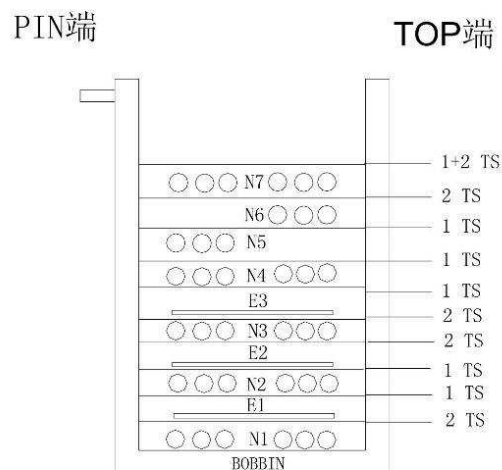 PIN端 TOP端
1+2 TS
N7
2 TS
N6
1 TS
N5
1 TS
N4
1 TS
E3
2 TS
N3
2 TS
E2
1 TS
N2
1 TS
E1
2 TS
N1
BOBBIN